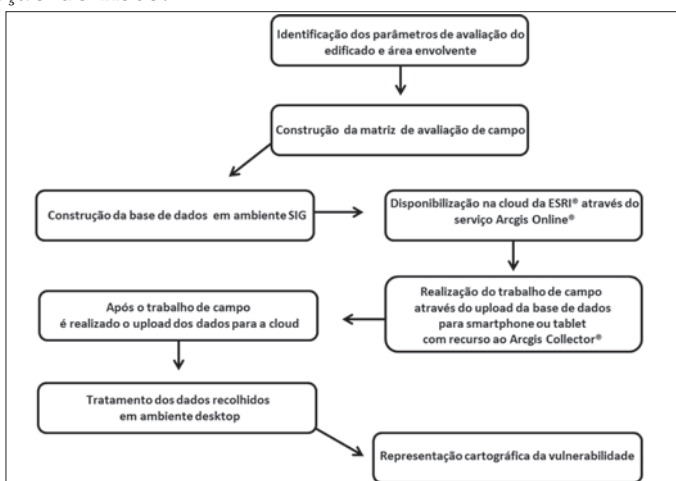 Identificação dos parâmetros de avaliação do
edificado e área envolvente
Construção da matriz de avaliação de campo
Construção da base de dados em ambiente SIG
Disponibilização na cloud da ESRI® através do
serviço Arcgis Online®
Realização do trabalho de campo
através do upload da base de dados
para smartphone ou tablet
com recurso ao Arcgis Collector®
Após o trabalho de campo
é realizado o upload dos dados para a cloud
Tratamento dos dados recolhidos
em ambiente desktop
Representação cartográfica da vulnerabilidade